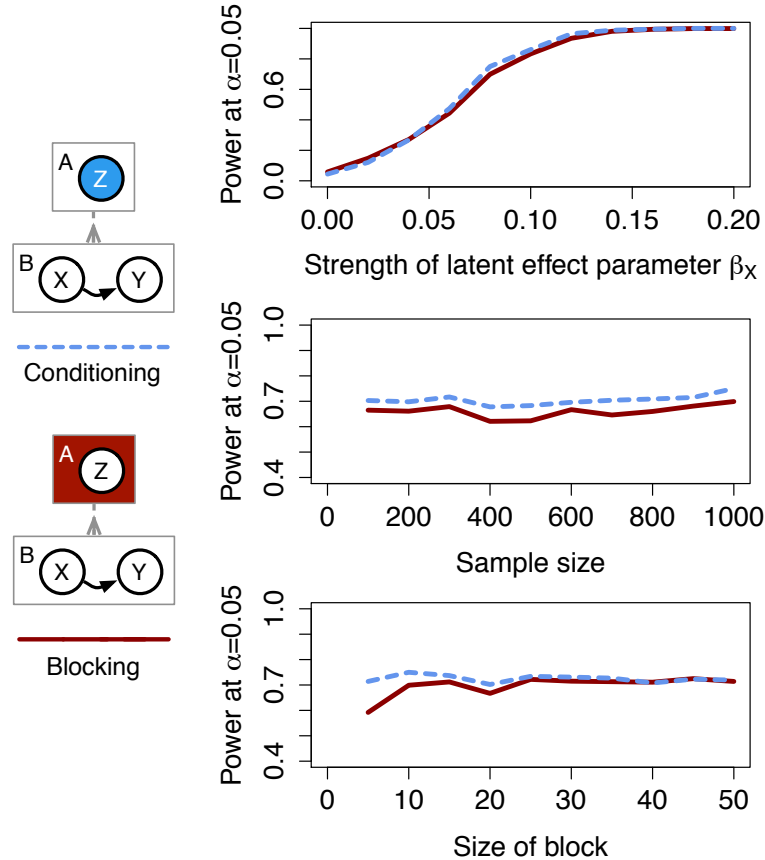 A
Z
B
X
Y
Conditioning
A
Z
B
X
Y
Blocking
Power at α=0.05
0.0 0.6
0.00 0.05 0.10 0.15 0.20
Strength of latent effect parameter βX
Power at α=0.05
0.4 0.7 1.0
0 200 400 600 800 1000
Sample size
Power at α=0.05
0.4 0.7 1.0
0 10 20 30 40 50
Size of block